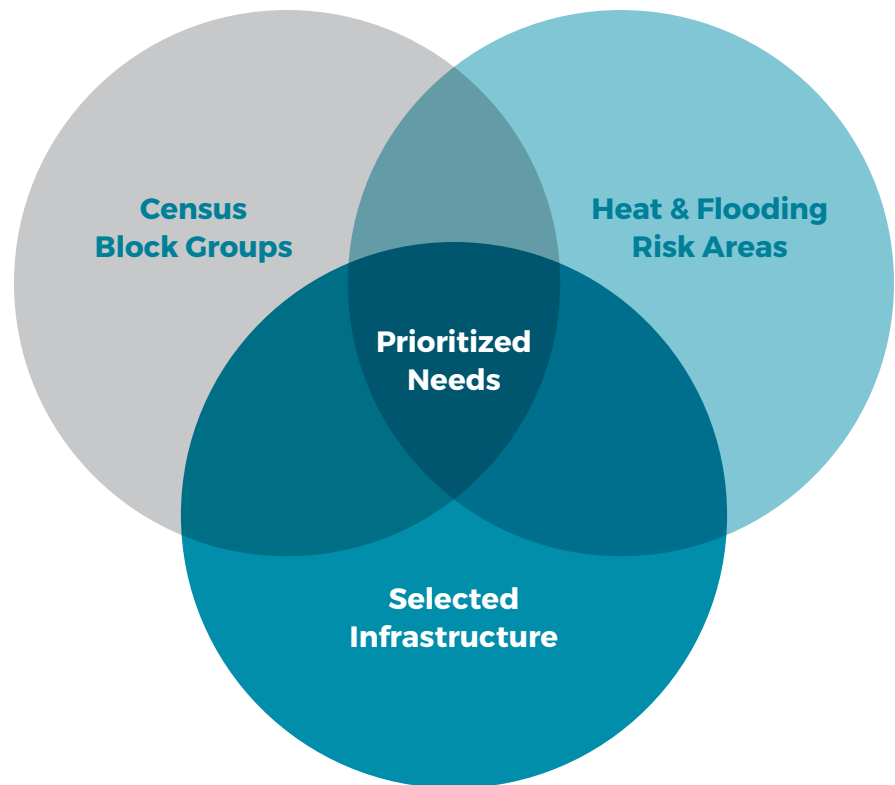 Census
Block Groups
Heat & Flooding
Risk Areas
Prioritized
Needs
Selected
Infrastructure